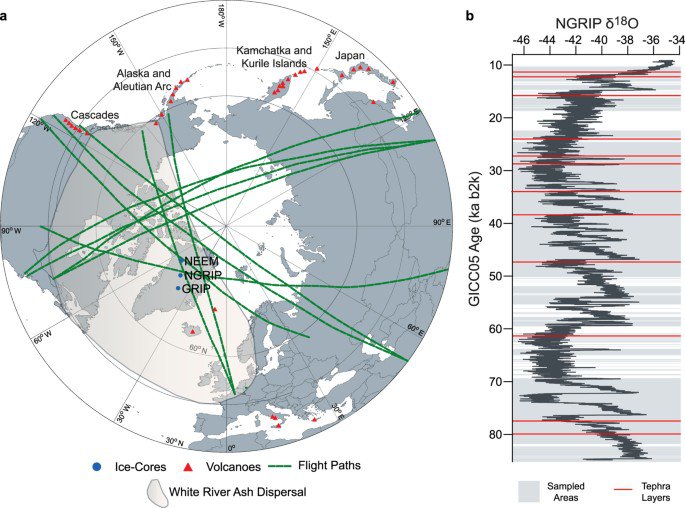 a
b
NGRIP δ18O
-46 -44 -42 -40 -38 -36 -34
150° W
150° E
Kamchatka and
Kurile Islands
Japan
Alaska and
Aleutian Arc
Cascades
120° W
120° E
90° W
90° E
NEEM
NGRIP
GRIP
60° W
60° E
60° N
30° W
30° E
30° N
0°
10
20
30
40
50
60
70
80
GICC05 Age (ka b2k)
Ice-Cores
Volcanoes
Flight Paths
White River Ash Dispersal
Sampled
Areas
Tephra
Layers